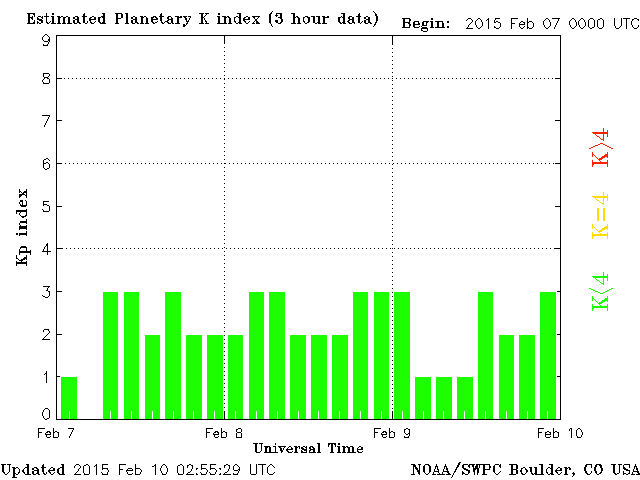 Estimated Planetary K index (3 hour data)
Begin: 2015 Feb 07 0000 UTC
9
8
7
6
5
4
3
2
1
0
Kp index
K>4
K=4
K<4
Feb 7 Feb 8 Feb 9 Feb 10
Universal Time
Updated 2015 Feb 10 02:55:29 UTC
NOAA/SWPC Boulder, CO USA